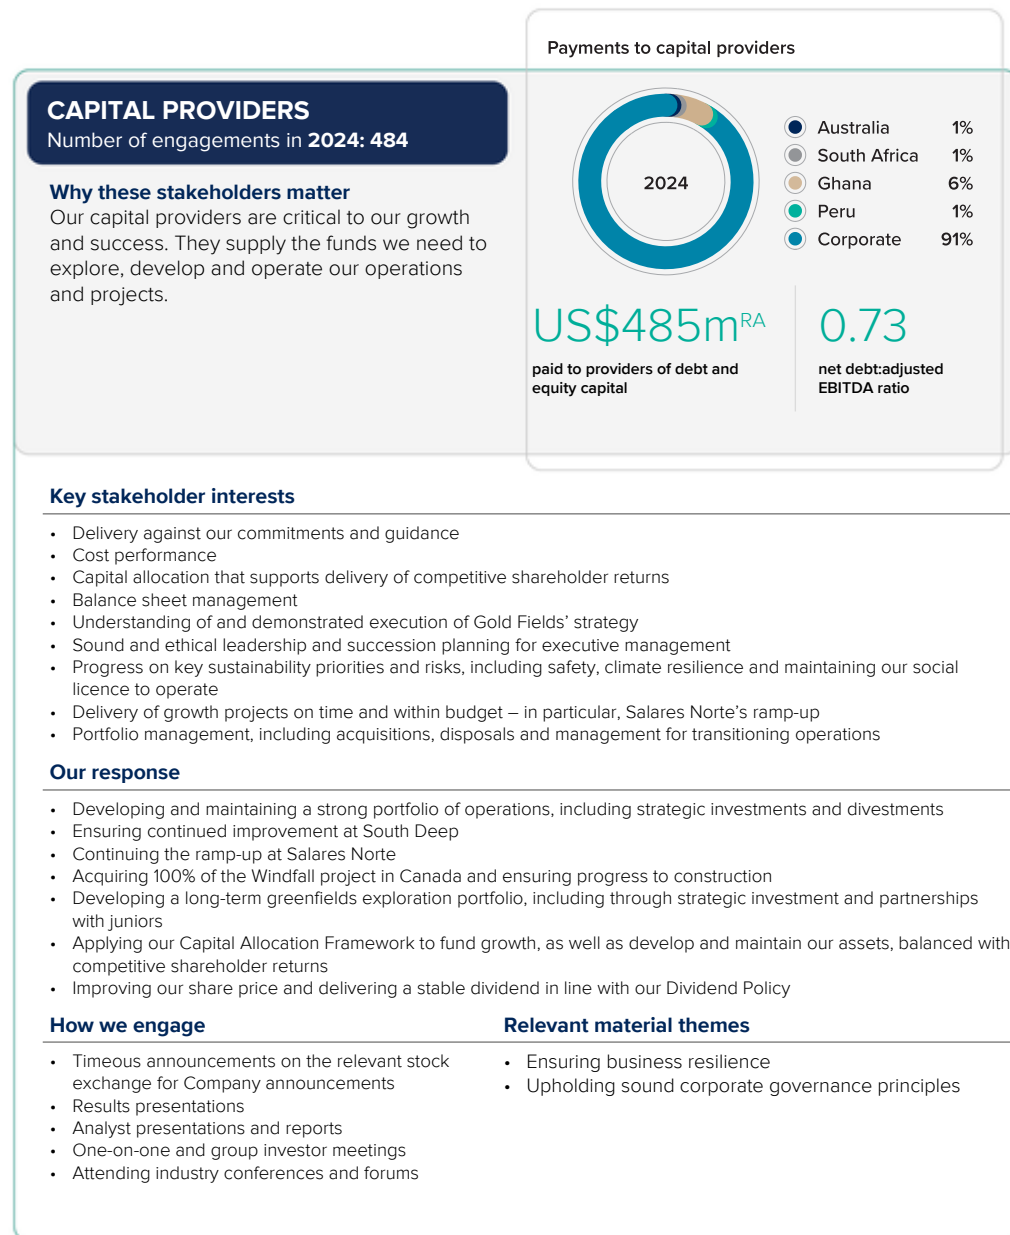 Payments to capital providers
CAPITAL PROVIDERS
Number of engagements in 2024: 484
Why these stakeholders matter
Our capital providers are critical to our growth
and success. They supply the funds we need to
explore, develop and operate our operations
and projects.
2024
Australia 1%
South Africa 1%
Ghana 6%
Peru 1%
Corporate 91%
US$485mRA
paid to providers of debt and
equity capital
0.73
net debt:adjusted
EBITDA ratio
Key stakeholder interests
• Delivery against our commitments and guidance
• Cost performance
• Capital allocation that supports delivery of competitive shareholder returns
• Balance sheet management
• Understanding of and demonstrated execution of Gold Fields’ strategy
• Sound and ethical leadership and succession planning for executive management
• Progress on key sustainability priorities and risks, including safety, climate resilience and maintaining our social
licence to operate
• Delivery of growth projects on time and within budget – in particular, Salares Norte’s ramp-up
• Portfolio management, including acquisitions, disposals and management for transitioning operations
Our response
• Developing and maintaining a strong portfolio of operations, including strategic investments and divestments
• Ensuring continued improvement at South Deep
• Continuing the ramp-up at Salares Norte
• Acquiring 100% of the Windfall project in Canada and ensuring progress to construction
• Developing a long-term greenfields exploration portfolio, including through strategic investment and partnerships
with juniors
• Applying our Capital Allocation Framework to fund growth, as well as develop and maintain our assets, balanced with
competitive shareholder returns
• Improving our share price and delivering a stable dividend in line with our Dividend Policy
How we engage
• Timeous announcements on the relevant stock
exchange for Company announcements
• Results presentations
• Analyst presentations and reports
• One-on-one and group investor meetings
• Attending industry conferences and forums
Relevant material themes
• Ensuring business resilience
• Upholding sound corporate governance principles